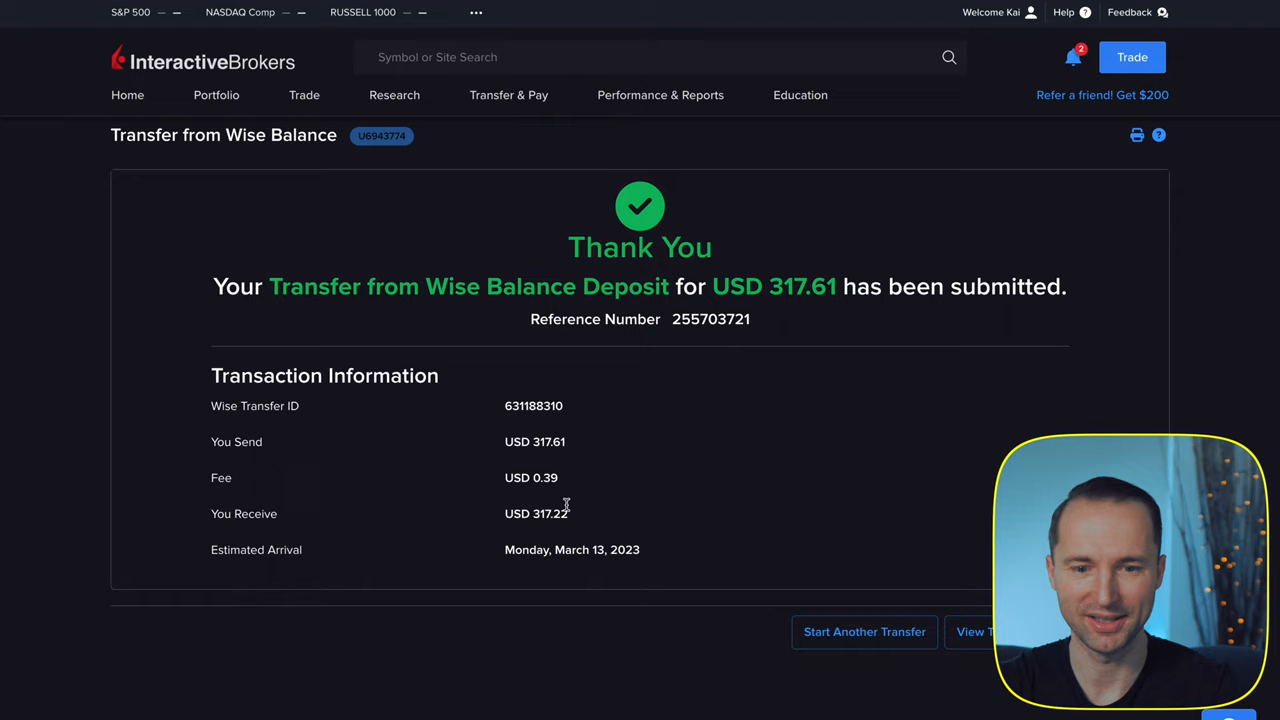 S&P 500 — — NASDAQ Comp — — RUSSELL 1000 — — ••• Welcome Kai Help ? Feedback
InteractiveBrokers Symbol or Site Search 2 Trade
Home Portfolio Trade Research Transfer & Pay Performance & Reports Education Refer a friend! Get $200
Transfer from Wise Balance U6943774 ?
Thank You
Your Transfer from Wise Balance Deposit for USD 317.61 has been submitted.
Reference Number 255703721
Transaction Information
Wise Transfer ID 631188310
You Send USD 317.61
Fee USD 0.39
You Receive USD 317.22
Estimated Arrival Monday, March 13, 2023
Start Another Transfer View